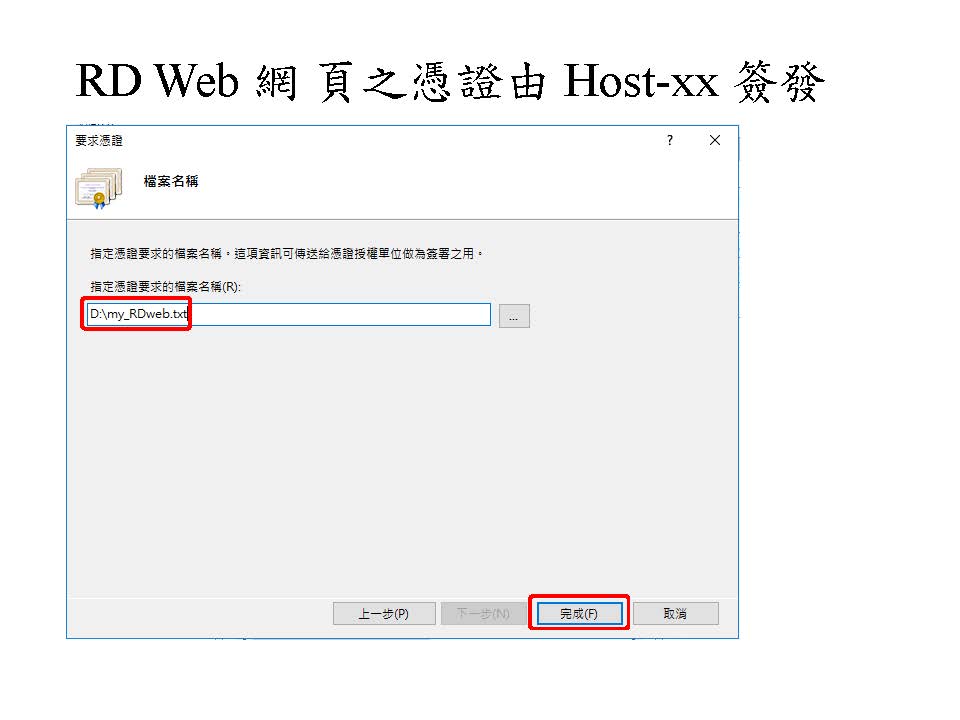 RD Web 網 頁之憑證由 Host-xx 簽發
要求憑證
?
檔案名稱
指定憑證要求的檔案名稱。這項資訊可傳送給憑證授權單位做為簽署之用。
指定憑證要求的檔案名稱(R):
D:\my_RDweb.txt
...
上一步(P) 下一步(N) 完成(F) 取消